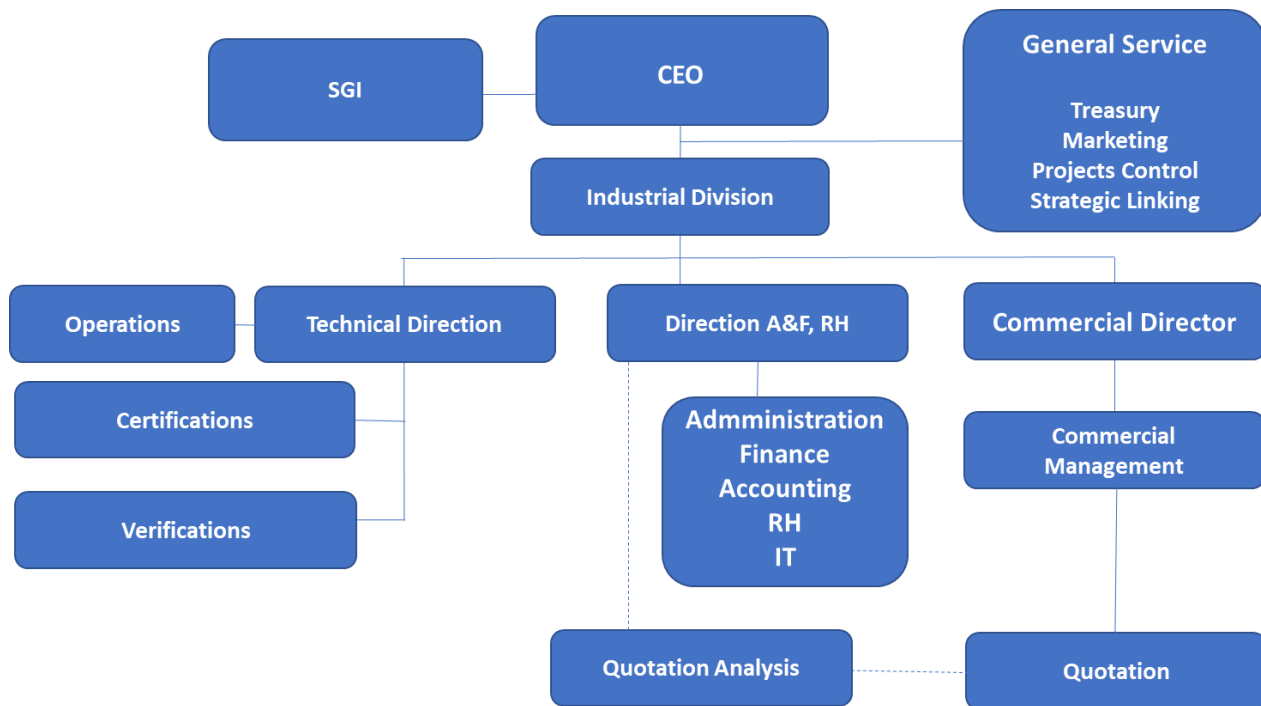 SGI
CEO
General Service
Treasury
Marketing
Projects Control
Strategic Linking
Industrial Division
Operations
Technical Direction
Direction A&F, RH
Commercial Director
Certifications
Admministration
Finance
Accounting
RH
IT
Commercial
Management
Verifications
Quotation Analysis
Quotation